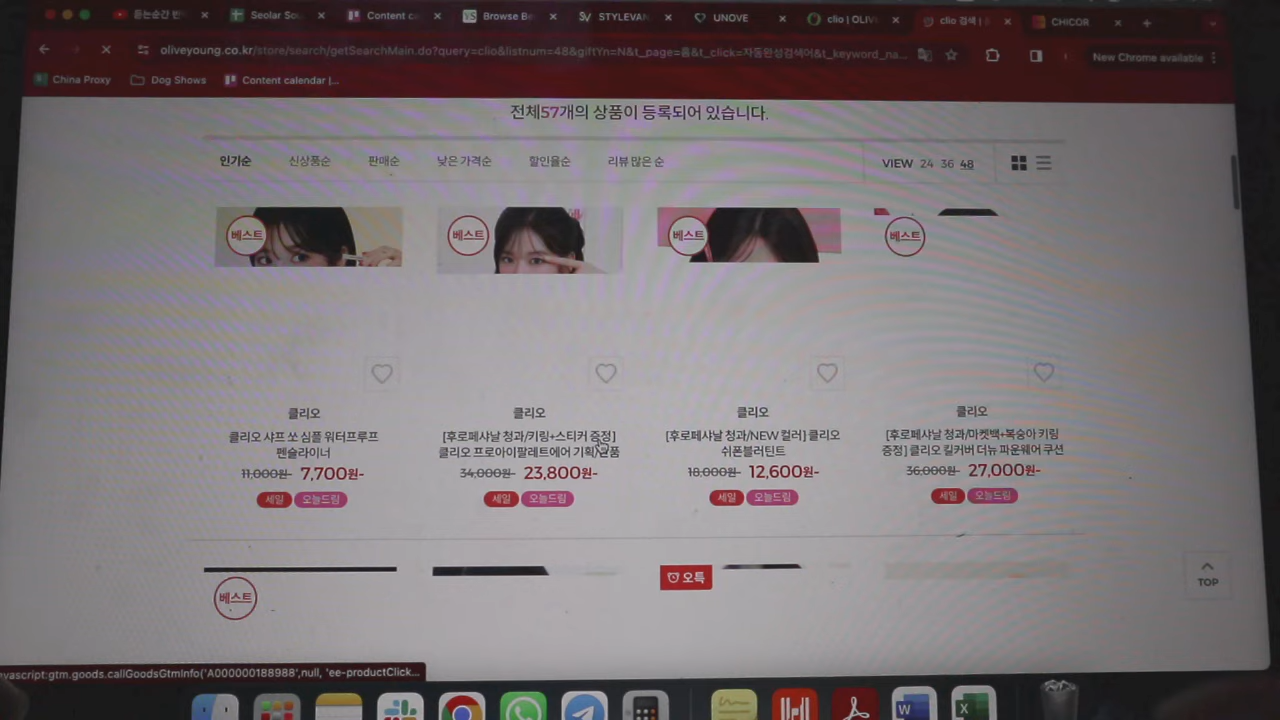 듣는순간 빈
Seolar Sou
Content ca
Browse Be
STYLEVAN
UNOVE
clio | OLIV
clio 검색 |
CHICOR
oliveyoung.co.kr/store/search/getSearchMain.do?query=clio&listnum=48&giftYn=N&t_page=홈&t_click=자동완성검색어&t_keyword_na...
New Chrome available
China Proxy
Dog Shows
Content calendar |...
전체57개의 상품이 등록되어 있습니다.
인기순 신상품순 판매순 낮은 가격순 할인율순 리뷰 많은 순
VIEW 24 36 48
베스트
베스트
베스트
베스트
클리오
클리오 샤프 쏘 심플 워터프루프
펜슬라이너
11,000원 7,700원~
세일 오늘드림
클리오
[후로페샤날 청과/키링+스티커 증정]
클리오 프로아이팔레트에어 기획/단품
34,000원 23,800원~
세일 오늘드림
클리오
[후로페샤날 청과/NEW 컬러] 클리오
쉬폰블러틴트
18,000원 12,600원~
세일 오늘드림
클리오
[후로페샤날 청과/마켓백+복숭아 키링
증정] 클리오 킬커버 더뉴 파운웨어 쿠션
36,000원 27,000원~
세일 오늘드림
베스트
오특
TOP
avascript:gtm.goods.callGoodsGtmInfo('A000000188988',null, 'ee-productClick...